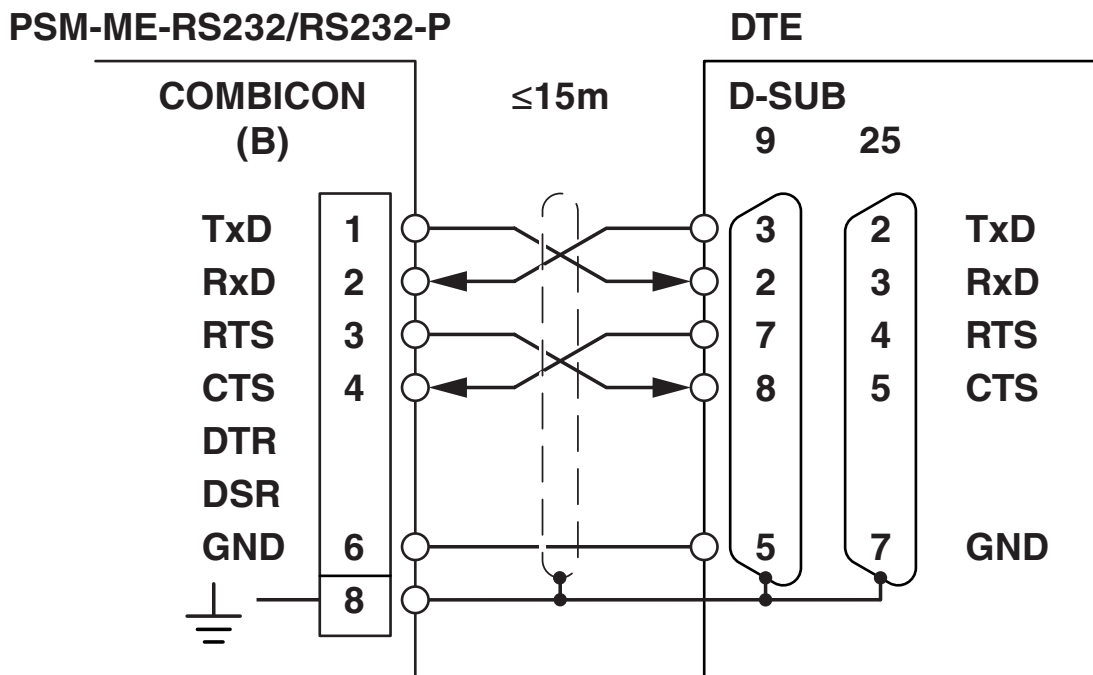 PSM-ME-RS232/RS232-P DTE
COMBICON ≤15m D-SUB
(B) 9 25
TxD 1 3 2 TxD
RxD 2 2 3 RxD
RTS 3 7 4 RTS
CTS 4 8 5 CTS
DTR
DSR
GND 6 5 7 GND
8